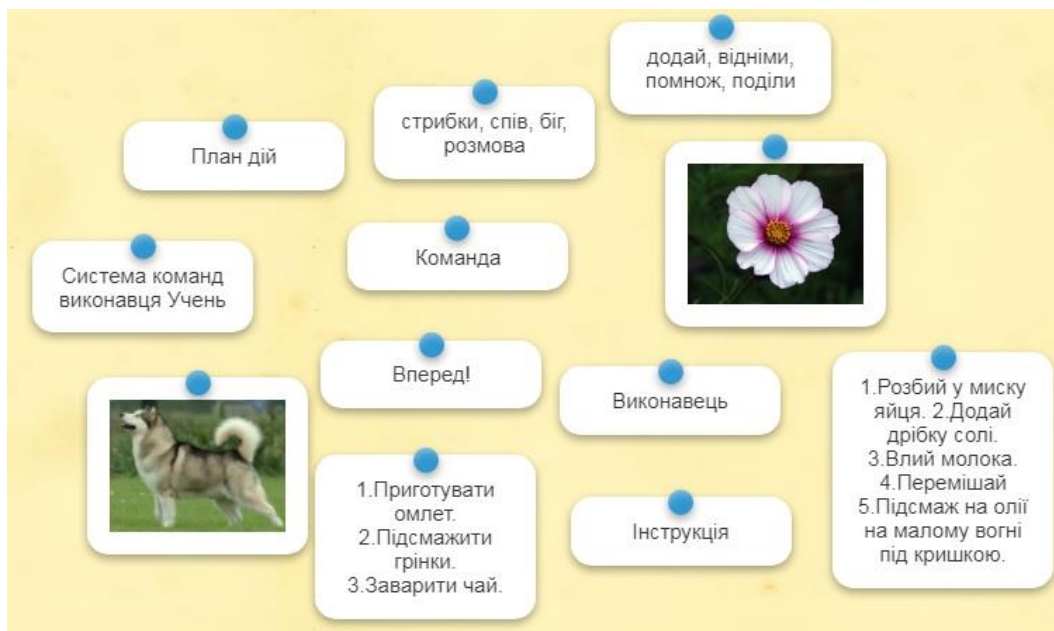 додай, відніми,
помнож, поділи
стрибки, спів, біг,
розмова
План дій
Команда
Система команд
виконавця Учень
Вперед!
Виконавець
1.Розбий у миску
яйця. 2.Додай
дрібку солі.
3.Влий молока.
4.Перемішай
5.Підсмаж на олії
на малому вогні
під кришкою.
1.Приготувати
омлет.
2.Підсмажити
грінки.
3.Заварити чай.
Інструкція